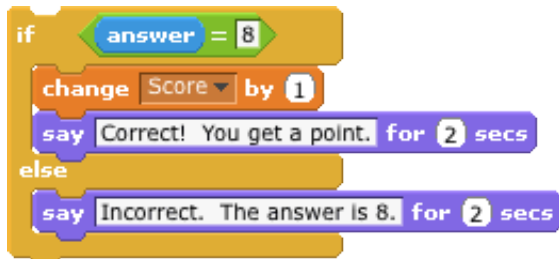 if answer = 8
change Score by 1
say Correct!  You get a point. for 2 secs
else
say Incorrect.  The answer is 8. for 2 secs